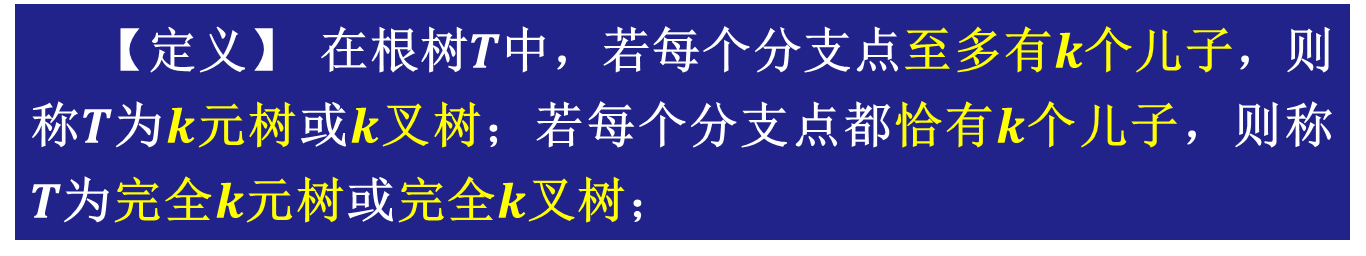 【定义】 在根树T中，若每个分支点至多有k个儿子，则
称T为k元树或k叉树；若每个分支点都恰有k个儿子，则称
T为完全k元树或完全k叉树；